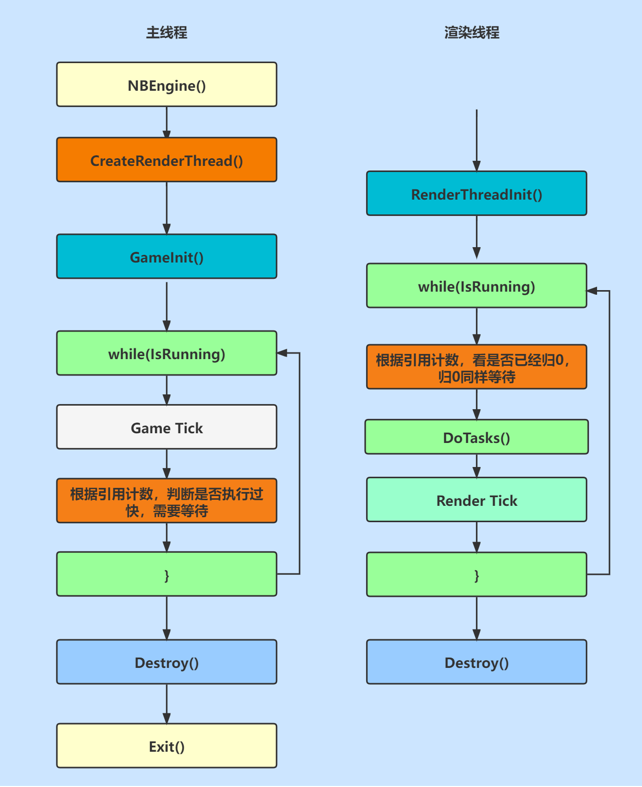 主线程
NBEngine()
CreateRenderThread()
GameInit()
while(IsRunning)
Game Tick
根据引用计数，判断是否执行过
快，需要等待
}
Destroy()
Exit()
渲染线程
RenderThreadInit()
while(IsRunning)
根据引用计数，看是否已经归0，
归0同样等待
DoTasks()
Render Tick
}
Destroy()